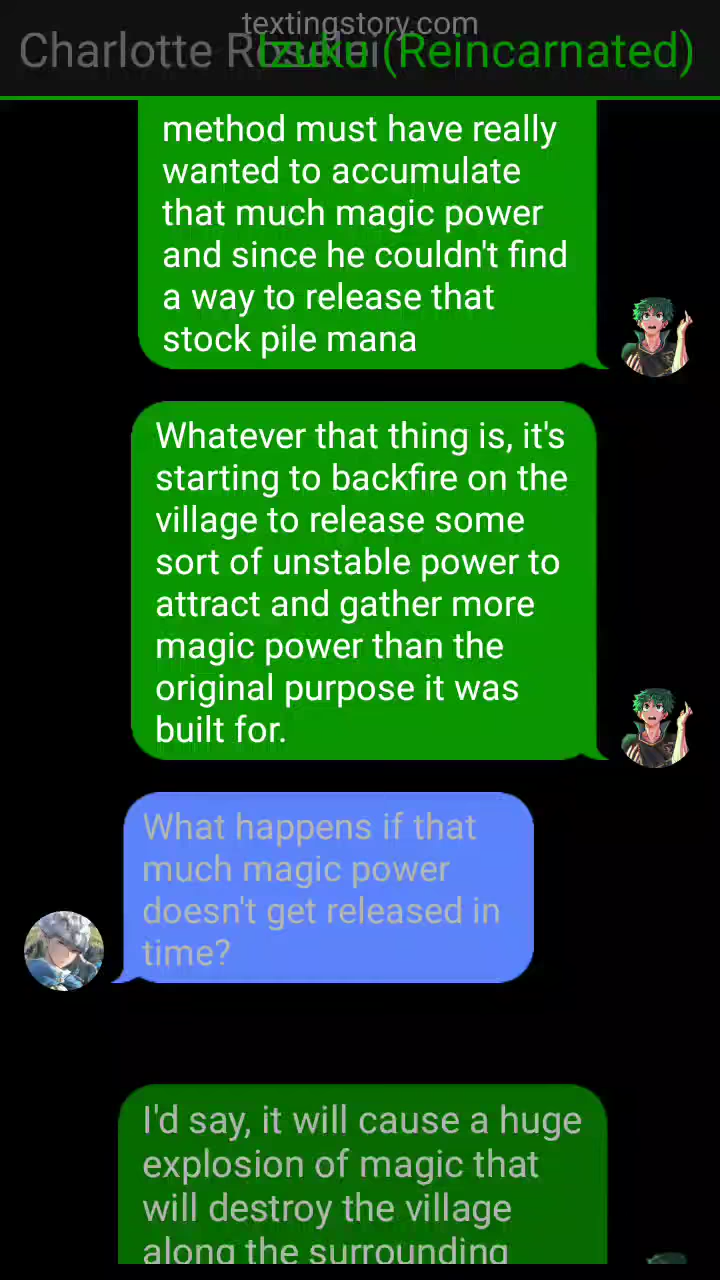 textingstory.com
Charlotte
Izuku (Reincarnated)
method must have really
wanted to accumulate
that much magic power
and since he couldn't find
a way to release that
stock pile mana
Whatever that thing is, it's
starting to backfire on the
village to release some
sort of unstable power to
attract and gather more
magic power than the
original purpose it was
built for.
What happens if that
much magic power
doesn't get released in
time?
I'd say, it will cause a huge
explosion of magic that
will destroy the village
along the surrounding